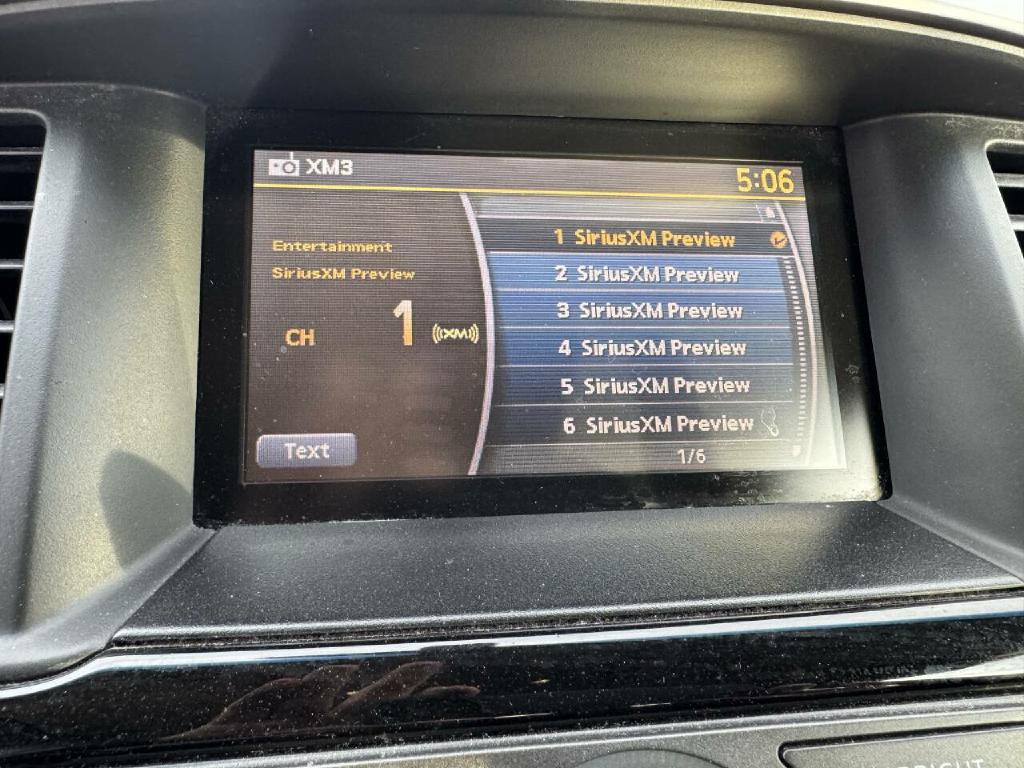 XM3
5:06
Entertainment
SiriusXM Preview
CH 1 ((XM))
Text
1 SiriusXM Preview
2 SiriusXM Preview
3 SiriusXM Preview
4 SiriusXM Preview
5 SiriusXM Preview
6 SiriusXM Preview
1/6